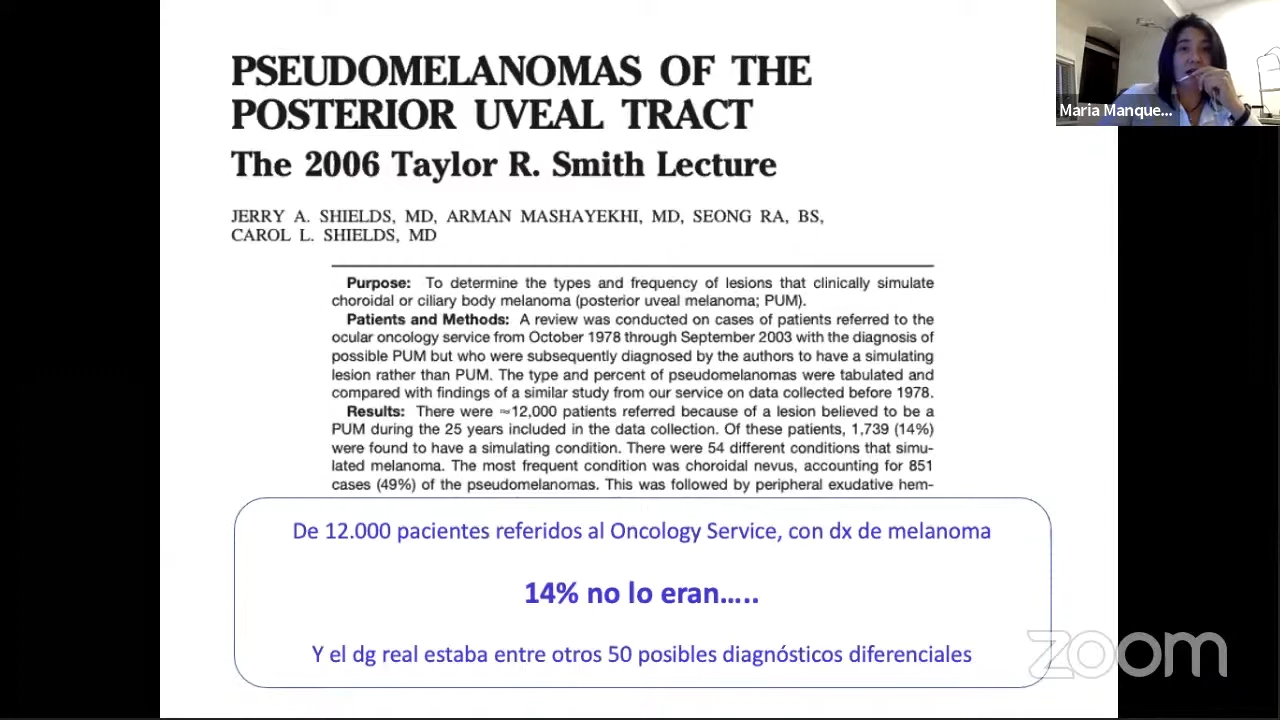 PSEUDOMELANOMAS OF THE
POSTERIOR UVEAL TRACT
The 2006 Taylor R. Smith Lecture
JERRY A. SHIELDS, MD, ARMAN MASHAYEKHI, MD, SEONG RA, BS,
CAROL L. SHIELDS, MD
Purpose: To determine the types and frequency of lesions that clinically simulate
choroidal or ciliary body melanoma (posterior uveal melanoma; PUM).
Patients and Methods: A review was conducted on cases of patients referred to the
ocular oncology service from October 1978 through September 2003 with the diagnosis of
possible PUM but who were subsequently diagnosed by the authors to have a simulating
lesion rather than PUM. The type and percent of pseudomelanomas were tabulated and
compared with findings of a similar study from our service on data collected before 1978.
Results: There were ≈12,000 patients referred because of a lesion believed to be a
PUM during the 25 years included in the data collection. Of these patients, 1,739 (14%)
were found to have a simulating condition. There were 54 different conditions that simu-
lated melanoma. The most frequent condition was choroidal nevus, accounting for 851
cases (49%) of the pseudomelanomas. This was followed by peripheral exudative hem-
De 12.000 pacientes referidos al Oncology Service, con dx de melanoma
14% no lo eran…..
Y el dg real estaba entre otros 50 posibles diagnósticos diferenciales
Maria Manque...
zoom